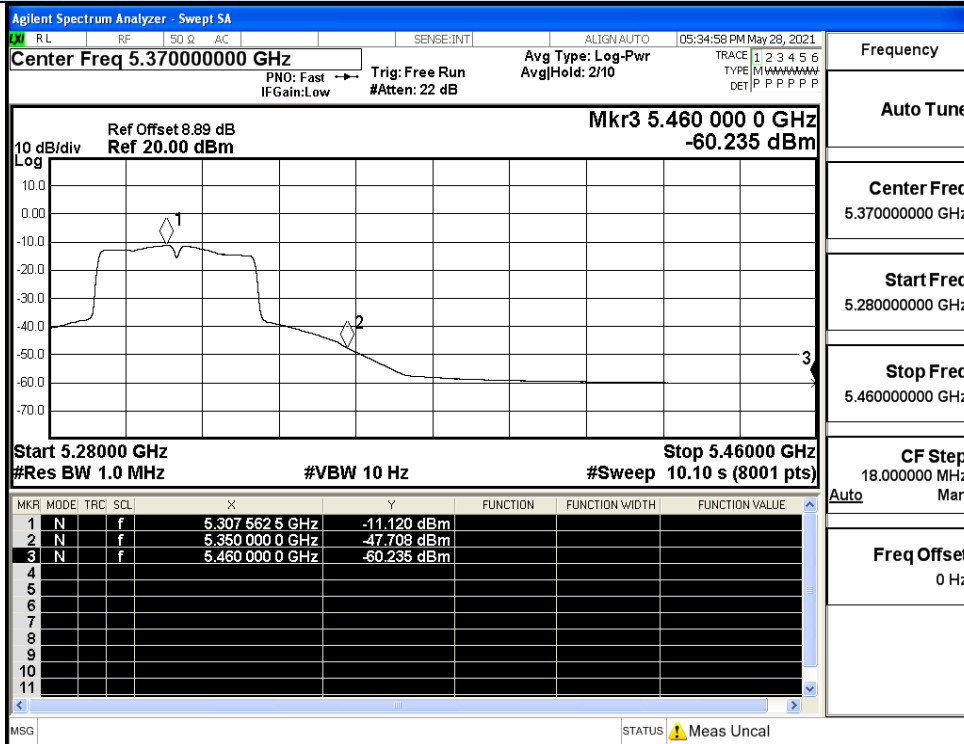 Agilent Spectrum Analyzer - Swept SA
LXI RL RF 50 Ω AC SENSE:INT ALIGN AUTO 05:34:58 PM May 28, 2021
Center Freq 5.370000000 GHz
PNO: Fast
IFGain:Low
Trig: Free Run
#Atten: 22 dB
Avg Type: Log-Pwr
Avg|Hold: 2/10
TRACE 1 2 3 4 5 6
TYPE M WWWWW
DET P P P P P P
Mkr3 5.460 000 0 GHz
-60.235 dBm
Ref Offset 8.89 dB
10 dB/div Ref 20.00 dBm
Log
10.0
0.00
-10.0
-20.0
-30.0
-40.0
-50.0
-60.0
-70.0
1
2
3
Start 5.28000 GHz Stop 5.46000 GHz
#Res BW 1.0 MHz #VBW 10 Hz #Sweep 10.10 s (8001 pts)
MKR MODE TRC SCL X Y FUNCTION FUNCTION WIDTH FUNCTION VALUE
1 N f 5.307 562 5 GHz -11.120 dBm
2 N f 5.350 000 0 GHz -47.708 dBm
3 N f 5.460 000 0 GHz -60.235 dBm
4
5
6
7
8
9
10
11
MSG STATUS Meas Uncal
Frequency
Auto Tune
Center Freq
5.370000000 GHz
Start Freq
5.280000000 GHz
Stop Freq
5.460000000 GHz
CF Step
18.000000 MHz
Auto Man
Freq Offset
0 Hz